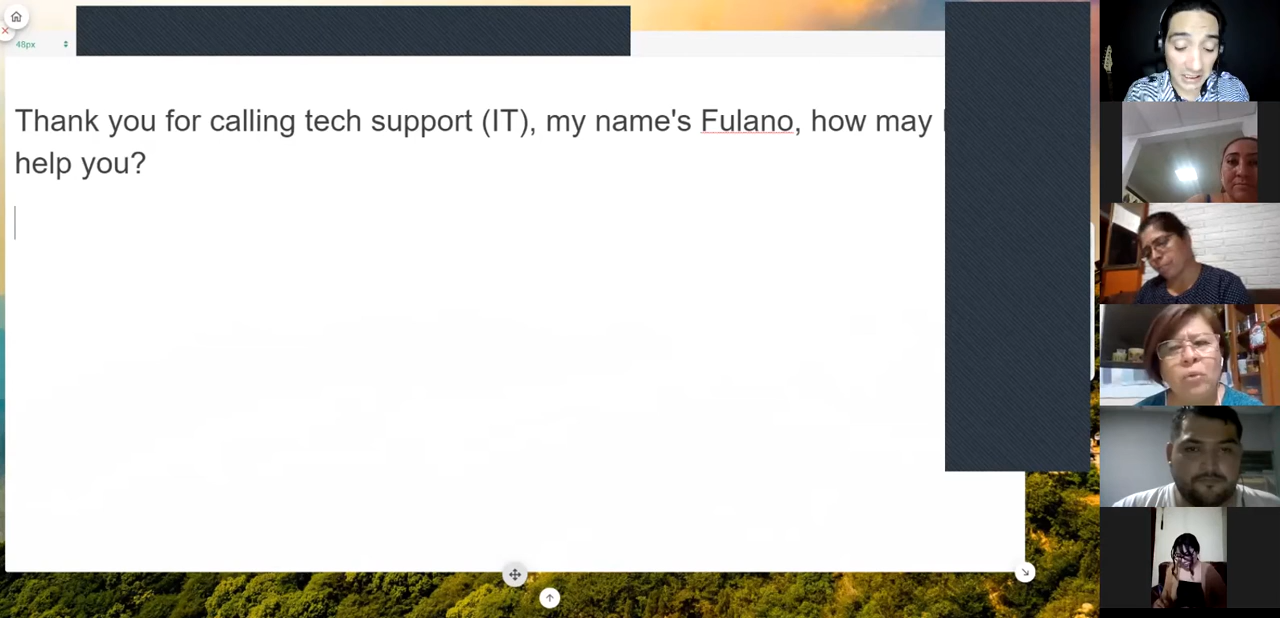 48px
Thank you for calling tech support (IT), my name's Fulano, how may
help you?